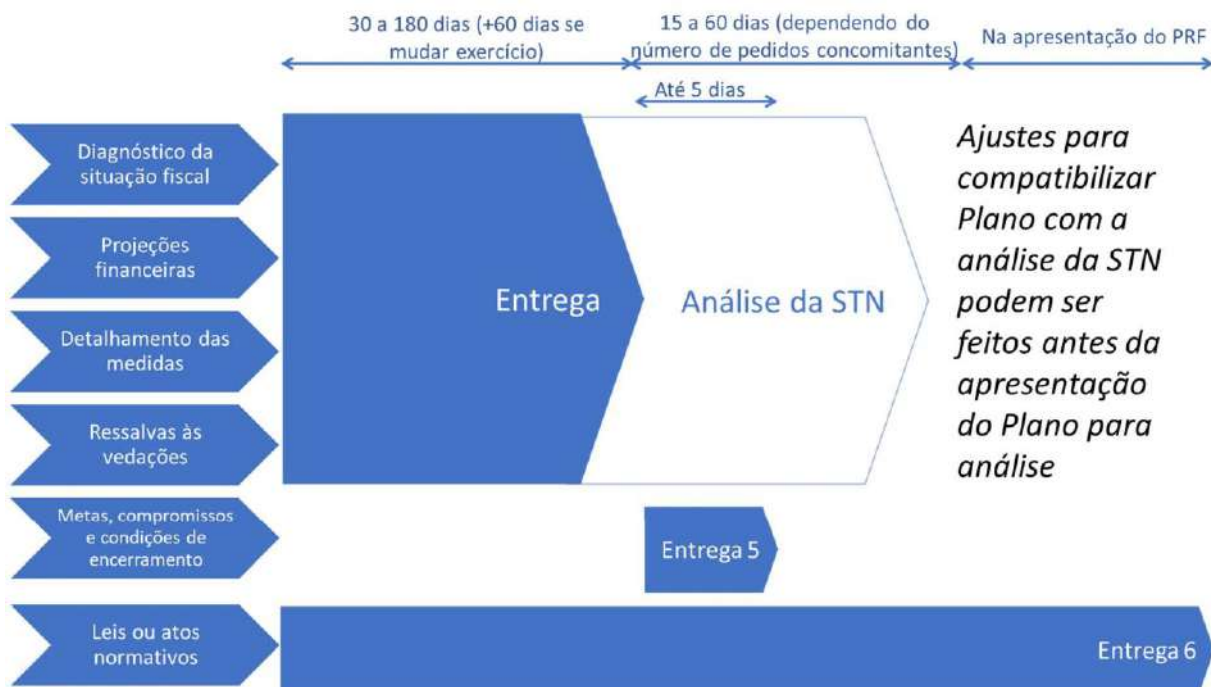 30 a 180 dias (+60 dias se
mudar exercício)
15 a 60 dias (dependendo do
número de pedidos concomitantes)
Na apresentação do PRF
Até 5 dias
Diagnóstico da
situação fiscal
Projeções
financeiras
Detalhamento das
medidas
Ressalvas às
vedações
Metas, compromissos
e condições de
encerramento
Leis ou atos
normativos
Entrega
Análise da STN
Ajustes para
compatibilizar
Plano com a
análise da STN
podem ser
feitos antes da
apresentação
do Plano para
análise
Entrega 5
Entrega 6